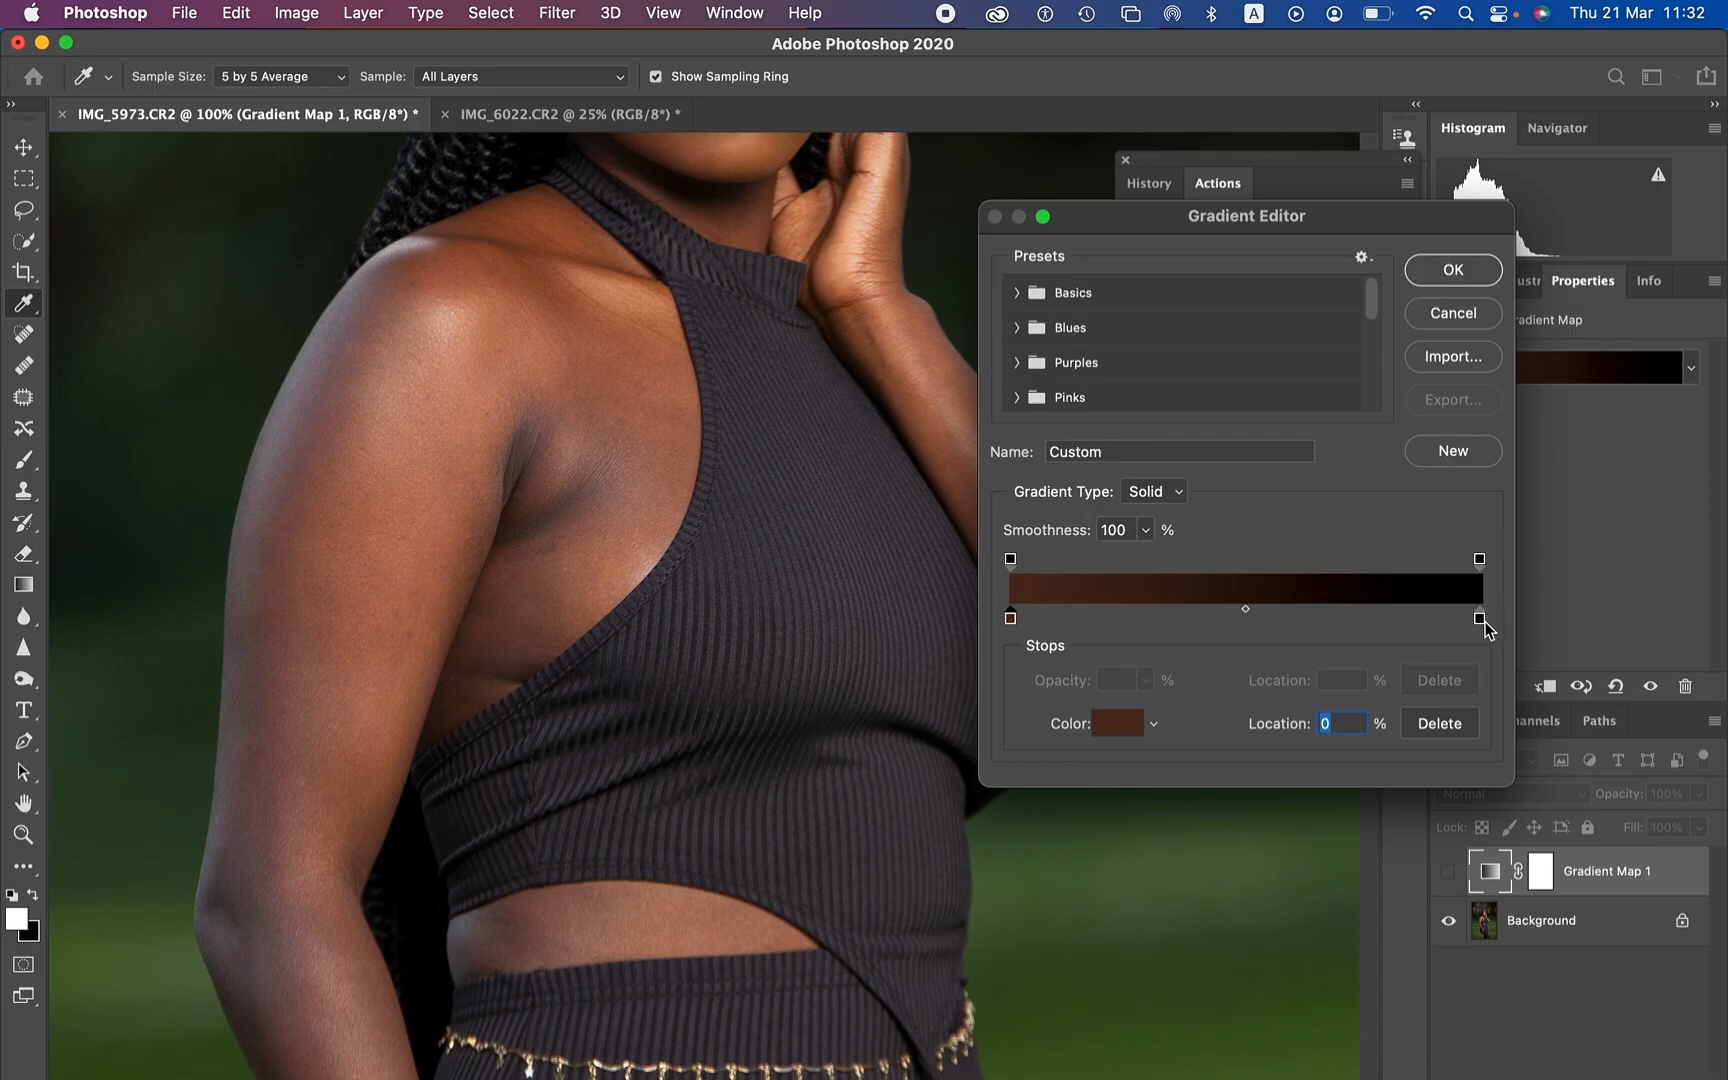 Photoshop File Edit Image Layer Type Select Filter 3D View Window Help A Thu 21 Mar 11:32
Adobe Photoshop 2020
Sample Size: 5 by 5 Average Sample: All Layers Show Sampling Ring
IMG_5973.CR2 @ 100% (Gradient Map 1, RGB/8*) * IMG_6022.CR2 @ 25% (RGB/8*) *
Histogram Navigator
History Actions
Gradient Editor
Presets
Basics
Blues
Purples
Pinks
OK
Cancel
Import...
Export...
Properties Info
Name: Custom
New
Gradient Type: Solid
Smoothness: 100 %
Stops
Opacity: % Location: % Delete
Color: Location: 0 % Delete
Paths
Normal Opacity: 100%
Lock: Fill: 100%
Gradient Map 1
Background